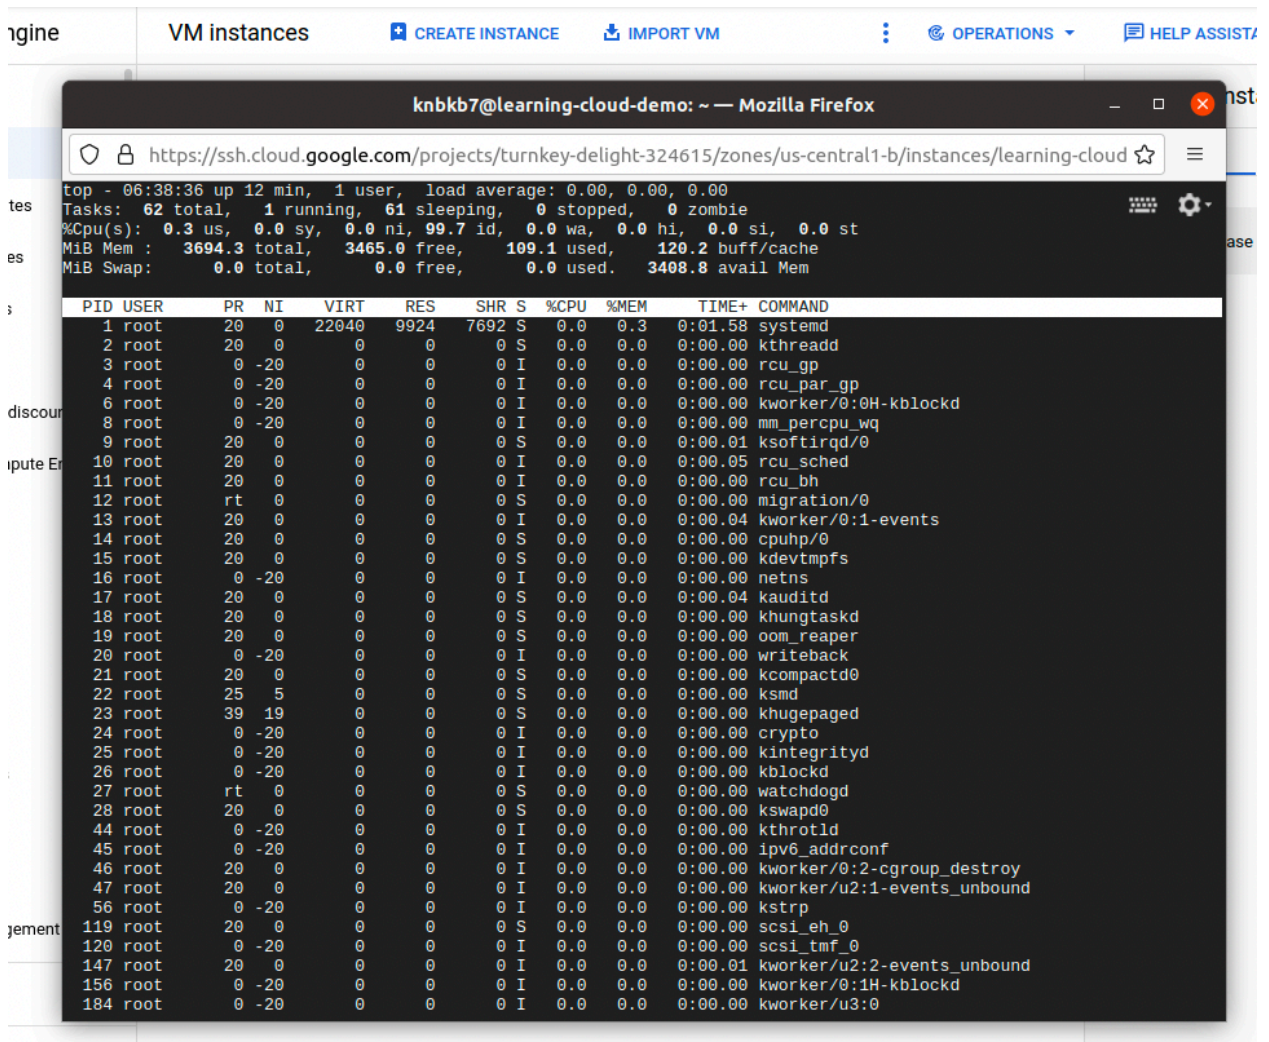 ngine VM instances CREATE INSTANCE IMPORT VM OPERATIONS HELP ASSISTA
knbkb7@learning-cloud-demo: ~ — Mozilla Firefox
nst
https://ssh.cloud.google.com/projects/turnkey-delight-324615/zones/us-central1-b/instances/learning-cloud
top - 06:38:36 up 12 min,  1 user,  load average: 0.00, 0.00, 0.00
tes
Tasks:  62 total,   1 running,  61 sleeping,   0 stopped,   0 zombie
%Cpu(s):  0.3 us,  0.0 sy,  0.0 ni, 99.7 id,  0.0 wa,  0.0 hi,  0.0 si,  0.0 st
ase
MiB Mem :   3694.3 total,   3465.0 free,    109.1 used,    120.2 buff/cache
es
MiB Swap:      0.0 total,      0.0 free,      0.0 used.   3408.8 avail Mem
PID USER PR NI VIRT RES SHR S %CPU %MEM TIME+ COMMAND
s
1 root 20 0 22040 9924 7692 S 0.0 0.3 0:01.58 systemd
2 root 20 0 0 0 0 S 0.0 0.0 0:00.00 kthreadd
3 root 0 -20 0 0 0 I 0.0 0.0 0:00.00 rcu_gp
4 root 0 -20 0 0 0 I 0.0 0.0 0:00.00 rcu_par_gp
6 root 0 -20 0 0 0 I 0.0 0.0 0:00.00 kworker/0:0H-kblockd
discour
8 root 0 -20 0 0 0 I 0.0 0.0 0:00.00 mm_percpu_wq
9 root 20 0 0 0 0 S 0.0 0.0 0:00.01 ksoftirqd/0
pute Er
10 root 20 0 0 0 0 I 0.0 0.0 0:00.05 rcu_sched
11 root 20 0 0 0 0 I 0.0 0.0 0:00.00 rcu_bh
12 root rt 0 0 0 0 S 0.0 0.0 0:00.00 migration/0
13 root 20 0 0 0 0 I 0.0 0.0 0:00.04 kworker/0:1-events
14 root 20 0 0 0 0 S 0.0 0.0 0:00.00 cpuhp/0
15 root 20 0 0 0 0 S 0.0 0.0 0:00.00 kdevtmpfs
16 root 0 -20 0 0 0 I 0.0 0.0 0:00.00 netns
17 root 20 0 0 0 0 S 0.0 0.0 0:00.04 kauditd
18 root 20 0 0 0 0 S 0.0 0.0 0:00.00 khungtaskd
19 root 20 0 0 0 0 S 0.0 0.0 0:00.00 oom_reaper
20 root 0 -20 0 0 0 I 0.0 0.0 0:00.00 writeback
21 root 20 0 0 0 0 S 0.0 0.0 0:00.00 kcompactd0
22 root 25 5 0 0 0 S 0.0 0.0 0:00.00 ksmd
23 root 39 19 0 0 0 S 0.0 0.0 0:00.00 khugepaged
24 root 0 -20 0 0 0 I 0.0 0.0 0:00.00 crypto
25 root 0 -20 0 0 0 I 0.0 0.0 0:00.00 kintegrityd
26 root 0 -20 0 0 0 I 0.0 0.0 0:00.00 kblockd
27 root rt 0 0 0 0 S 0.0 0.0 0:00.00 watchdogd
28 root 20 0 0 0 0 S 0.0 0.0 0:00.00 kswapd0
44 root 0 -20 0 0 0 I 0.0 0.0 0:00.00 kthrotld
45 root 0 -20 0 0 0 I 0.0 0.0 0:00.00 ipv6_addrconf
46 root 20 0 0 0 0 I 0.0 0.0 0:00.00 kworker/0:2-cgroup_destroy
47 root 20 0 0 0 0 I 0.0 0.0 0:00.00 kworker/u2:1-events_unbound
56 root 0 -20 0 0 0 I 0.0 0.0 0:00.00 kstrp
119 root 20 0 0 0 0 S 0.0 0.0 0:00.00 scsi_eh_0
gement
120 root 0 -20 0 0 0 I 0.0 0.0 0:00.00 scsi_tmf_0
147 root 20 0 0 0 0 I 0.0 0.0 0:00.01 kworker/u2:2-events_unbound
156 root 0 -20 0 0 0 I 0.0 0.0 0:00.00 kworker/0:1H-kblockd
184 root 0 -20 0 0 0 I 0.0 0.0 0:00.00 kworker/u3:0